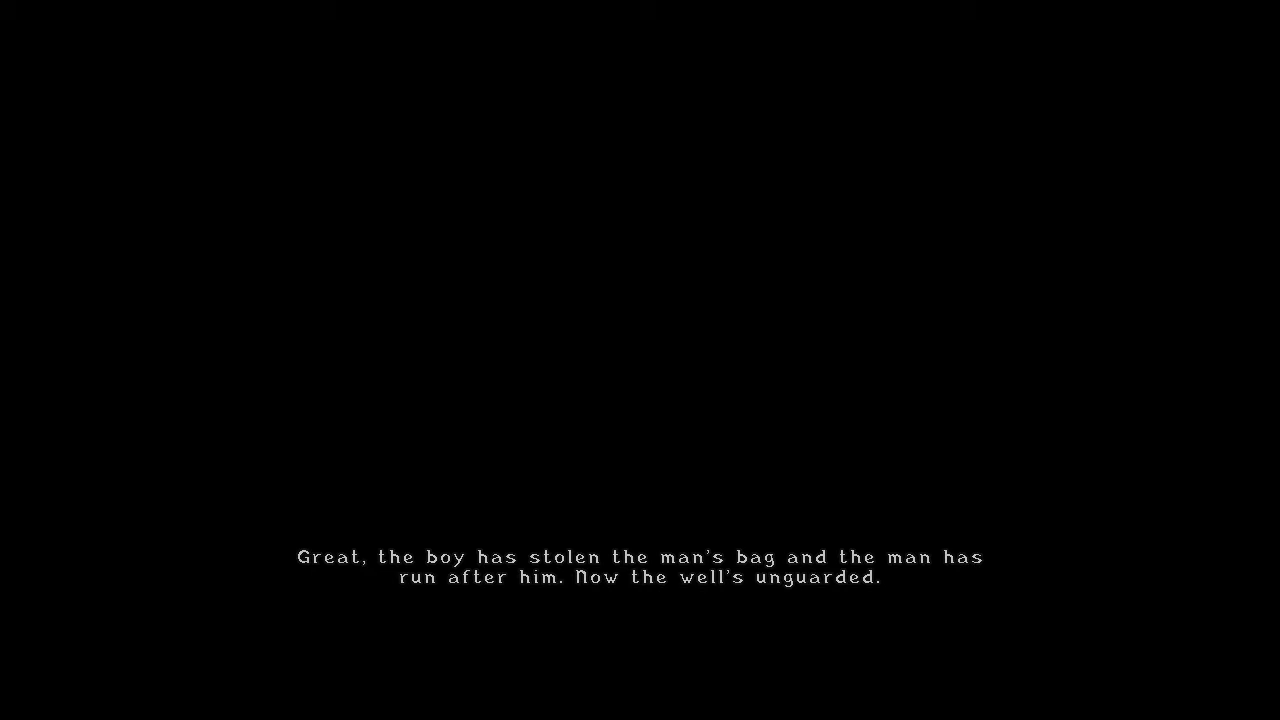 Great, the boy has stolen the man's bag and the man has
run after him. Now the well's unguarded.